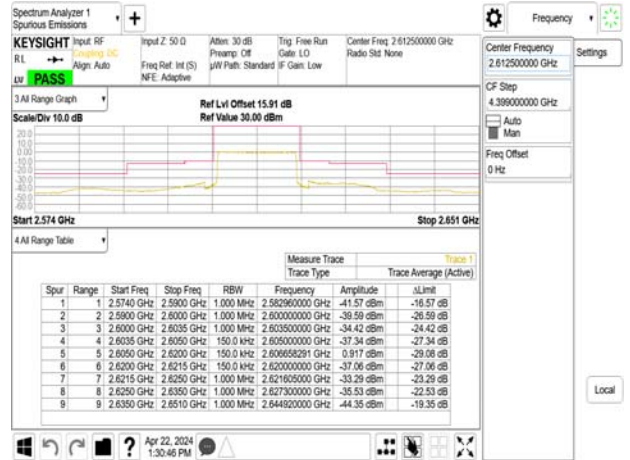 Spectrum Analyzer 1
Spurious Emissions
Frequency
KEYSIGHT
Input: RF
Coupling: DC
Align: Auto
Input Z: 50 Ω
Freq Ref: Int (S)
NFE: Adaptive
Atten: 30 dB
Preamp: Off
µW Path: Standard
Trig: Free Run
Gate: LO
IF Gain: Low
Center Freq: 2.612500000 GHz
Radio Std: None
RL
LV PASS
3 All Range Graph
Scale/Div 10.0 dB
Ref Lvl Offset 15.91 dB
Ref Value 30.00 dBm
20.0
10.0
0.00
-10.0
-20.0
-30.0
-40.0
-50.0
-60.0
Start 2.574 GHz
Stop 2.651 GHz
4 All Range Table
Measure Trace Trace 1
Trace Type Trace Average (Active)
Spur Range Start Freq Stop Freq RBW Frequency Amplitude ΔLimit
1 1 2.5740 GHz 2.5900 GHz 1.000 MHz 2.582960000 GHz -41.57 dBm -16.57 dB
2 2 2.5900 GHz 2.6000 GHz 1.000 MHz 2.600000000 GHz -39.59 dBm -26.59 dB
3 3 2.6000 GHz 2.6035 GHz 1.000 MHz 2.603500000 GHz -34.42 dBm -24.42 dB
4 4 2.6035 GHz 2.6050 GHz 150.0 kHz 2.605000000 GHz -37.34 dBm -27.34 dB
5 5 2.6050 GHz 2.6200 GHz 150.0 kHz 2.606658291 GHz 0.917 dBm -29.08 dB
6 6 2.6200 GHz 2.6215 GHz 150.0 kHz 2.620000000 GHz -37.06 dBm -27.06 dB
7 7 2.6215 GHz 2.6250 GHz 1.000 MHz 2.621605000 GHz -33.29 dBm -23.29 dB
8 8 2.6250 GHz 2.6350 GHz 1.000 MHz 2.627300000 GHz -35.53 dBm -22.53 dB
9 9 2.6350 GHz 2.6510 GHz 1.000 MHz 2.644920000 GHz -44.35 dBm -19.35 dB
Center Frequency
2.612500000 GHz
Settings
CF Step
4.399000000 GHz
Auto
Man
Freq Offset
0 Hz
Local
Apr 22, 2024
1:30:46 PM